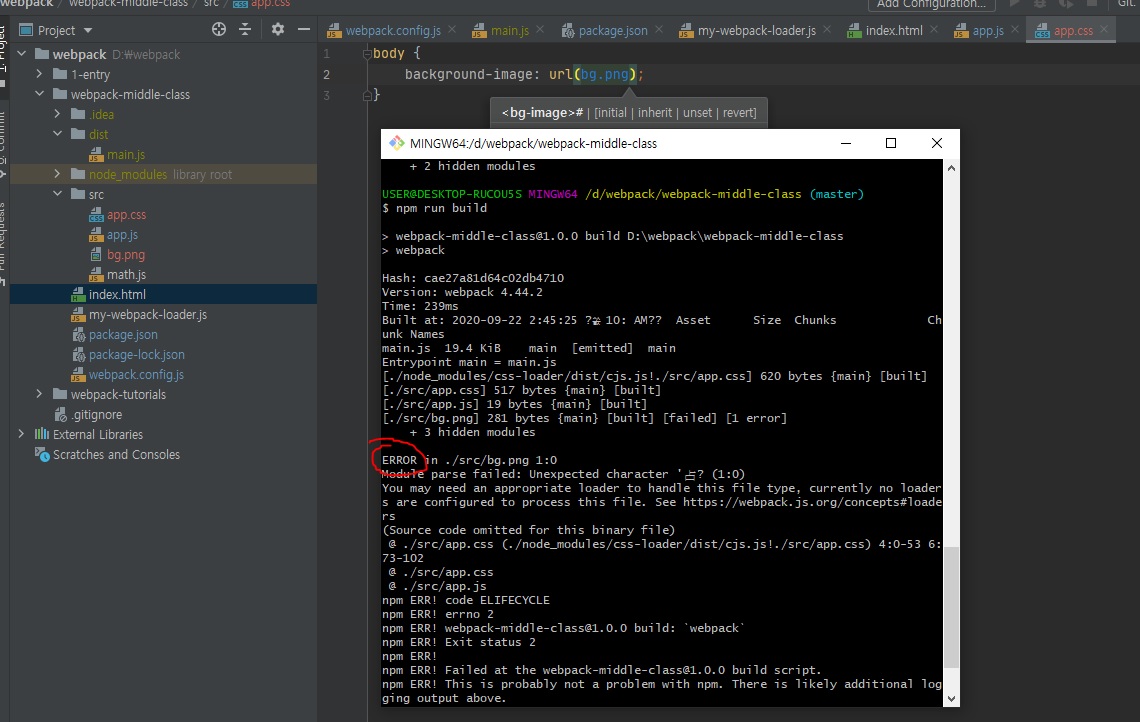 webpack webpack-middle-class src app.css
Add Configuration... Git:
Project
webpack.config.js main.js package.json my-webpack-loader.js index.html app.js app.css
webpack D:₩webpack
1-entry
webpack-middle-class
.idea
dist
main.js
node_modules library root
src
app.css
app.js
bg.png
math.js
index.html
my-webpack-loader.js
package.json
package-lock.json
webpack.config.js
webpack-tutorials
.gitignore
External Libraries
Scratches and Consoles
1 body {
2 background-image: url(bg.png);
3 }
<bg-image># | [initial | inherit | unset | revert]
MINGW64:/d/webpack/webpack-middle-class
+ 2 hidden modules
USER@DESKTOP-RUCOU5S MINGW64 /d/webpack/webpack-middle-class (master)
$ npm run build
> webpack-middle-class@1.0.0 build D:\webpack\webpack-middle-class
> webpack
Hash: cae27a81d64c02db4710
Version: webpack 4.44.2
Time: 239ms
Built at: 2020-09-22 2:45:25 10: AM?? Asset Size Chunks Ch
unk Names
main.js 19.4 KiB main [emitted] main
Entrypoint main = main.js
[./node_modules/css-loader/dist/cjs.js!./src/app.css] 620 bytes {main} [built]
[./src/app.css] 517 bytes {main} [built]
[./src/app.js] 19 bytes {main} [built]
[./src/bg.png] 281 bytes {main} [built] [failed] [1 error]
+ 3 hidden modules
ERROR in ./src/bg.png 1:0
Module parse failed: Unexpected character '占? (1:0)
You may need an appropriate loader to handle this file type, currently no loader
s are configured to process this file. See https://webpack.js.org/concepts#loade
rs
(Source code omitted for this binary file)
@ ./src/app.css (./node_modules/css-loader/dist/cjs.js!./src/app.css) 4:0-53 6:
73-102
@ ./src/app.css
@ ./src/app.js
npm ERR! code ELIFECYCLE
npm ERR! errno 2
npm ERR! webpack-middle-class@1.0.0 build: `webpack`
npm ERR! Exit status 2
npm ERR!
npm ERR! Failed at the webpack-middle-class@1.0.0 build script.
npm ERR! This is probably not a problem with npm. There is likely additional log
ging output above.